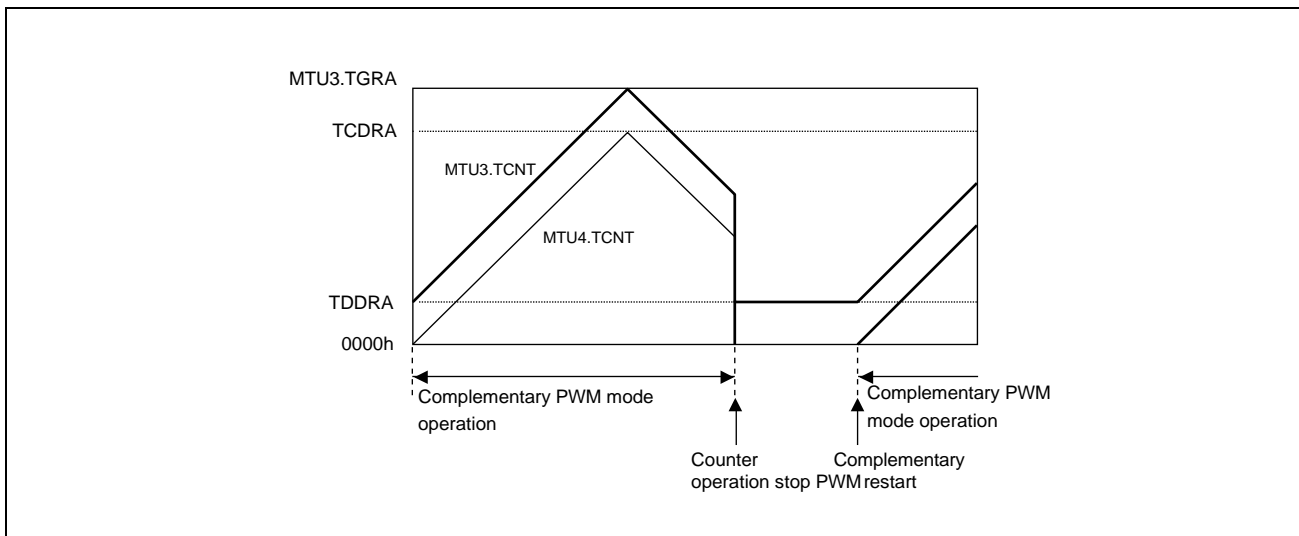 MTU3.TGRA
TCDRA
MTU3.TCNT
MTU4.TCNT
TDDRA
0000h
Complementary PWM mode
operation
Complementary PWM
mode operation
Counter
operation stop
Complementary
PWM restart